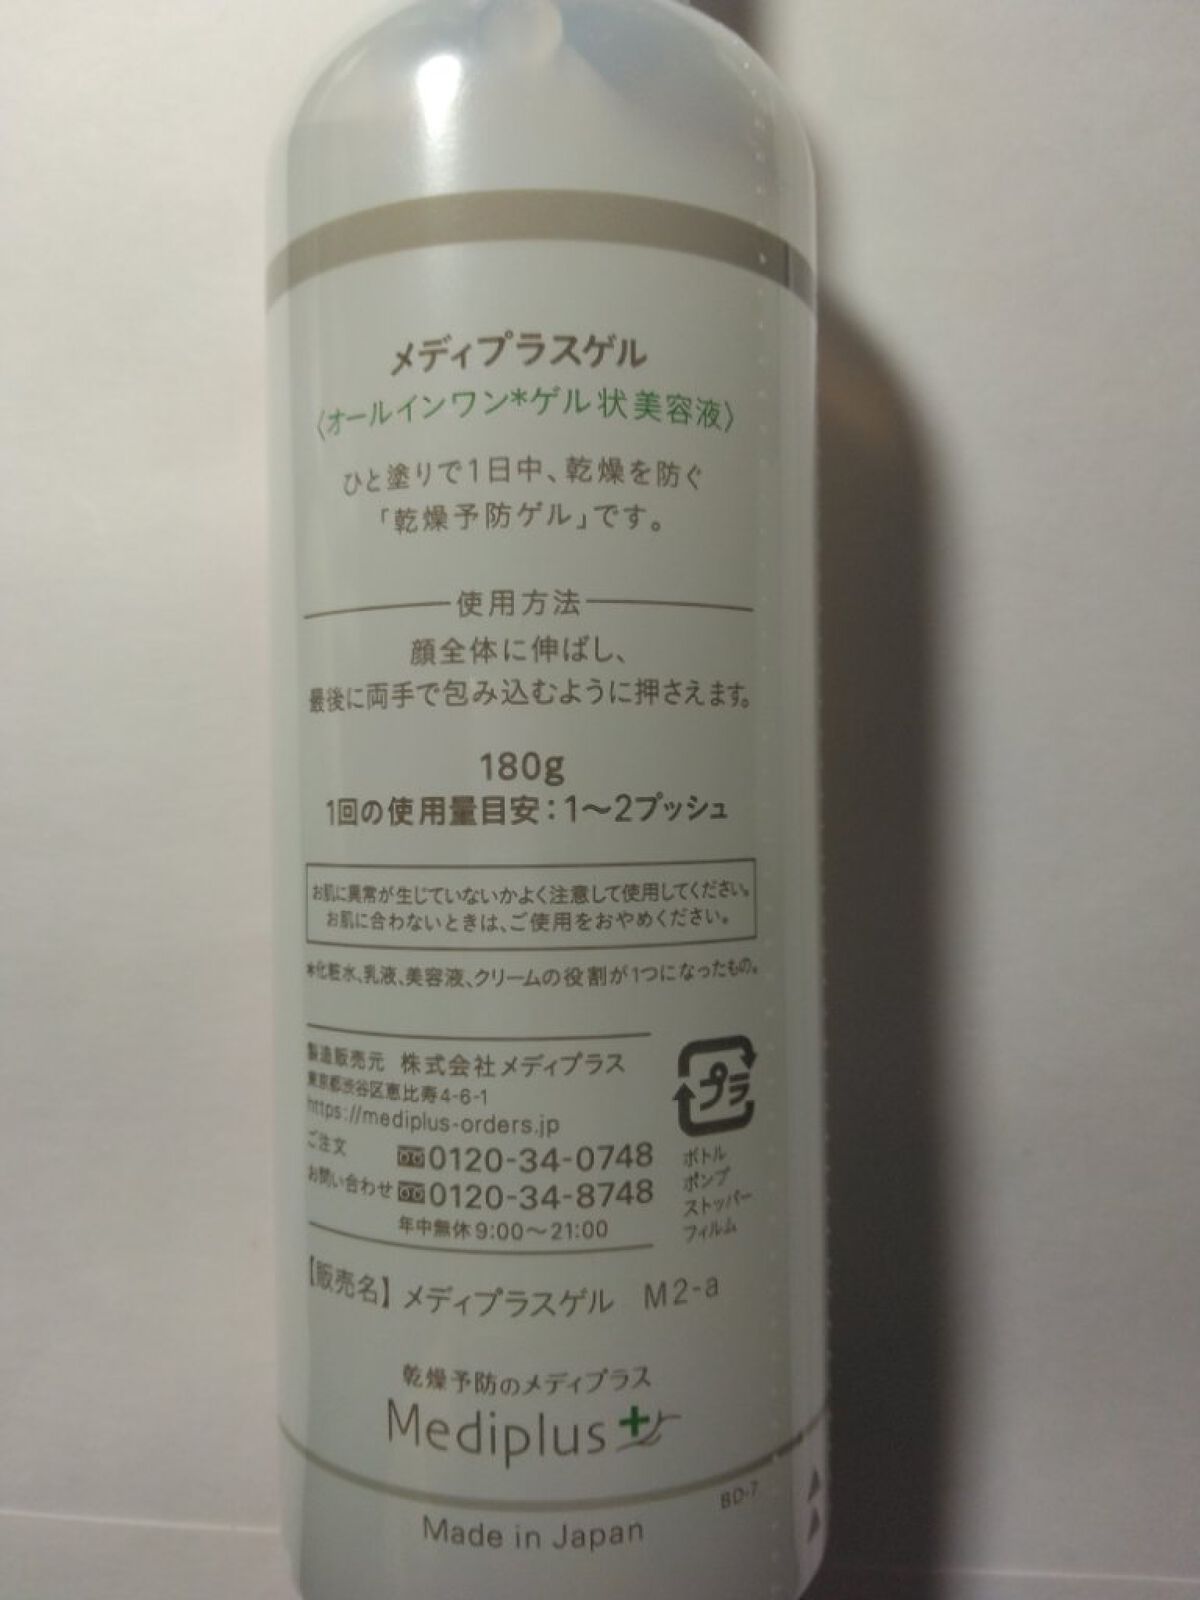 メディプラスゲル
〈オールインワン*ゲル状美容液〉
ひと塗りで1日中、乾燥を防ぐ
「乾燥予防ゲル」です。
使用方法
顔全体に伸ばし、
最後に両手で包み込むように押さえます。
180g
1回の使用量目安：1〜2プッシュ
お肌に異常が生じていないかよく注意して使用してください。
お肌に合わないときは、ご使用をおやめください。
*化粧水、乳液、美容液、クリームの役割が1つになったもの。
製造販売元 株式会社メディプラス
東京都渋谷区恵比寿4-6-1
https://mediplus-orders.jp
ご注文 0120-34-0748
お問い合わせ 0120-34-8748
年中無休9:00〜21:00
プラ
ボトル
ポンプ
ストッパー
フィルム
【販売名】メディプラスゲル M2-a
乾燥予防のメディプラス
Mediplus+
BO-7
Made in Japan